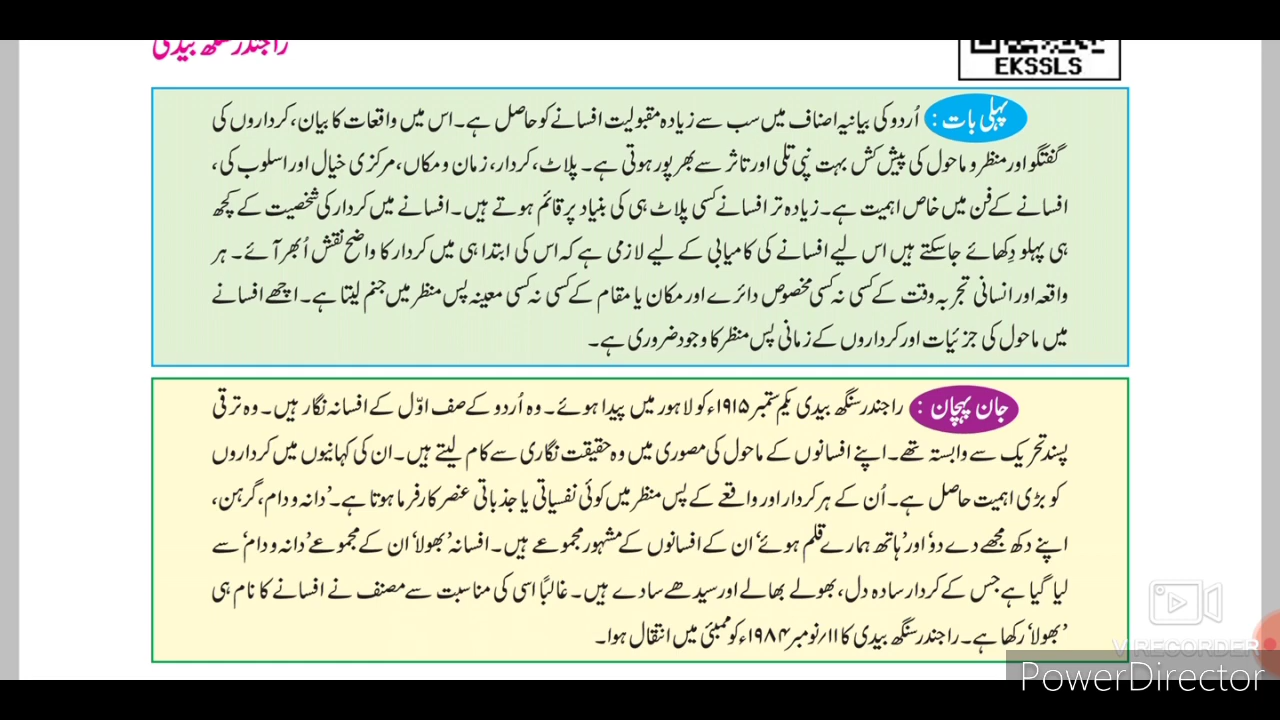 راجندر سنگھ بیدی
EKSSLS
پہلی بات : اُردو کی بیانیہ اصناف میں سب سے زیادہ مقبولیت افسانے کو حاصل ہے۔ اس میں واقعات کا بیان، کرداروں کی
گفتگو اور منظر و ماحول کی پیش کش بہت نپی تلی اور تاثر سے بھرپور ہوتی ہے۔ پلاٹ، کردار، زمان و مکاں، مرکزی خیال اور اسلوب کی،
افسانے کے فن میں خاص اہمیت ہے۔ زیادہ تر افسانے کسی پلاٹ ہی کی بنیاد پر قائم ہوتے ہیں۔ افسانے میں کردار کی شخصیت کے کچھ
ہی پہلو دِکھائے جاسکتے ہیں اس لیے افسانے کی کامیابی کے لیے لازمی ہے کہ اس کی ابتدا ہی میں کردار کا واضح نقش اُبھر آئے۔ ہر
واقعہ اور انسانی تجربہ وقت کے کسی نہ کسی مخصوص دائرے اور مکان یا مقام کے کسی نہ کسی معینہ پس منظر میں جنم لیتا ہے۔ اچھے افسانے
میں ماحول کی جزئیات اور کرداروں کے زمانی پس منظر کا وجود ضروری ہے۔
جان پہچان : راجندر سنگھ بیدی یکم ستمبر ۱۹۱۵ء کو لاہور میں پیدا ہوئے۔ وہ اُردو کے صف اوّل کے افسانہ نگار ہیں۔ وہ ترقی
پسند تحریک سے وابستہ تھے۔ اپنے افسانوں کے ماحول کی مصوری میں وہ حقیقت نگاری سے کام لیتے ہیں۔ ان کی کہانیوں میں کرداروں
کو بڑی اہمیت حاصل ہے۔ اُن کے ہر کردار اور واقعے کے پس منظر میں کوئی نفسیاتی یا جذباتی عنصر کارفرما ہوتا ہے۔ 'دانہ و دام، گرہن،
اپنے دکھ مجھے دے دو' اور 'ہاتھ ہمارے قلم ہوئے' ان کے افسانوں کے مشہور مجموعے ہیں۔ افسانہ 'بھولا' ان کے مجموعے 'دانہ و دام' سے
لیا گیا ہے جس کے کردار سادہ دل، بھولے بھالے اور سیدھے سادے ہیں۔ غالباً اسی کی مناسبت سے مصنف نے افسانے کا نام ہی
'بھولا' رکھا ہے۔ راجندر سنگھ بیدی کا ۱۱/نومبر ۱۹۸۴ء کو ممبئی میں انتقال ہوا۔
V RECORDER
PowerDirector